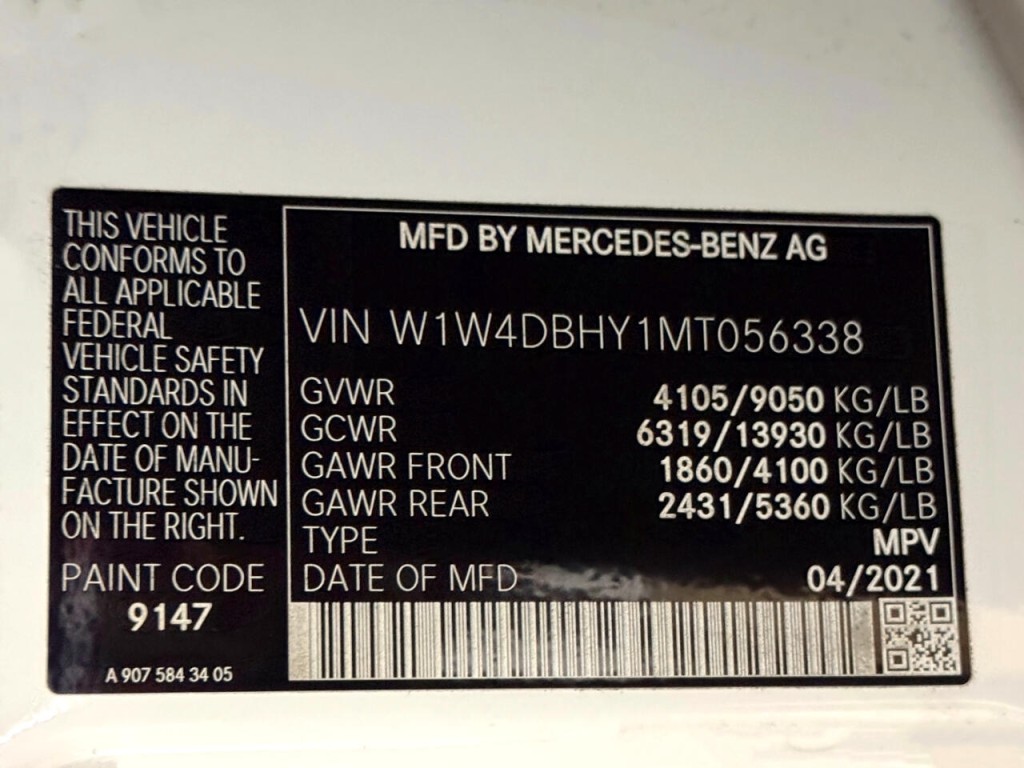 THIS VEHICLE
CONFORMS TO
ALL APPLICABLE
FEDERAL
VEHICLE SAFETY
STANDARDS IN
EFFECT ON THE
DATE OF MANU-
FACTURE SHOWN
ON THE RIGHT.
PAINT CODE
9147
A 907 584 34 05
MFD BY MERCEDES-BENZ AG
VIN W1W4DBHY1MT056338
GVWR 4105/9050 KG/LB
GCWR 6319/13930 KG/LB
GAWR FRONT 1860/4100 KG/LB
GAWR REAR 2431/5360 KG/LB
TYPE MPV
DATE OF MFD 04/2021